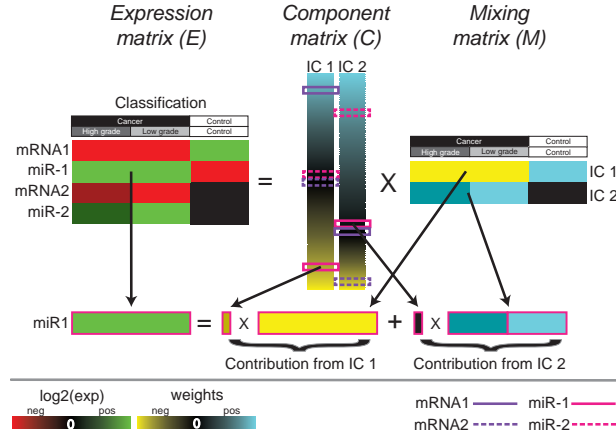 Expression
matrix (E)
Component
matrix (C)
Mixing
matrix (M)
IC 1 IC 2
Classification
Cancer Control
High grade Low grade Control
mRNA1
miR-1
mRNA2
miR-2
=
X
Cancer Control
High grade Low grade Control
IC 1
IC 2
miR1 = X + X
Contribution from IC 1
Contribution from IC 2
log2(exp)
neg 0 pos
weights
neg 0 pos
mRNA1 miR-1
mRNA2 miR-2